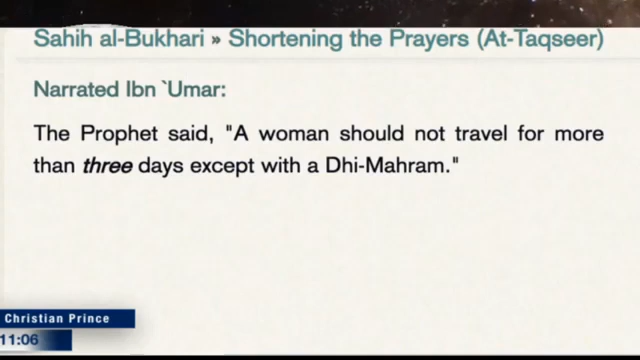 Sahih al-Bukhari » Shortening the Prayers (At-Taqseer)
Narrated Ibn `Umar:
The Prophet said, "A woman should not travel for more
than three days except with a Dhi-Mahram."
Christian Prince
11:06